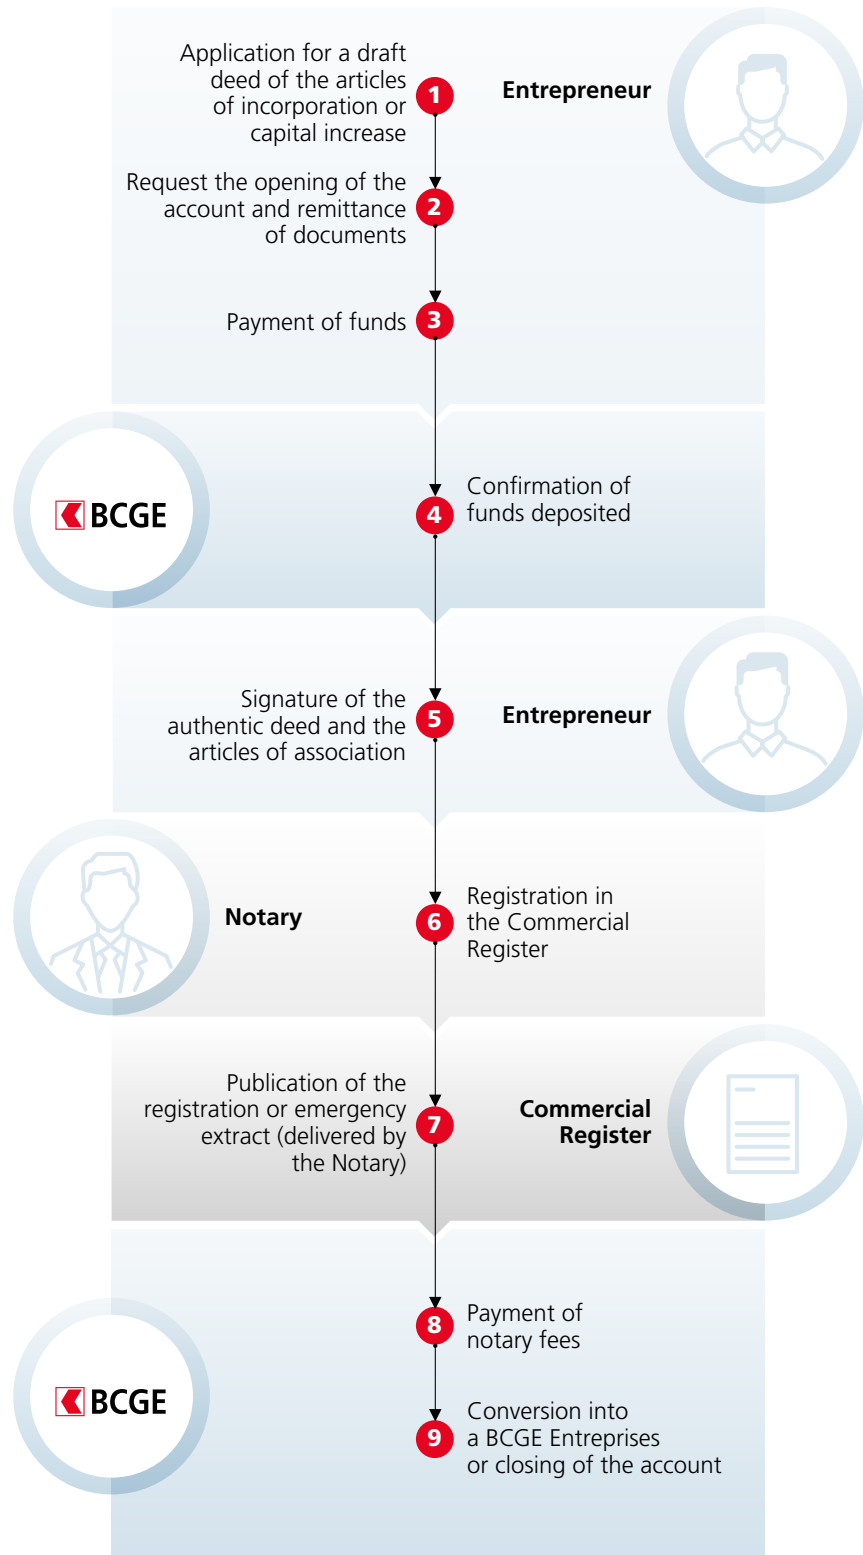 Application for a draft
deed of the articles
of incorporation or
capital increase
1
Entrepreneur
Request the opening of the
account and remittance
of documents
2
Payment of funds
3
BCGE
4
Confirmation of
funds deposited
Signature of the
authentic deed and the
articles of association
5
Entrepreneur
Notary
6
Registration in
the Commercial
Register
Publication of the
registration or emergency
extract (delivered by
the Notary)
7
Commercial
Register
8
Payment of
notary fees
BCGE
9
Conversion into
a BCGE Entreprises
or closing of the account